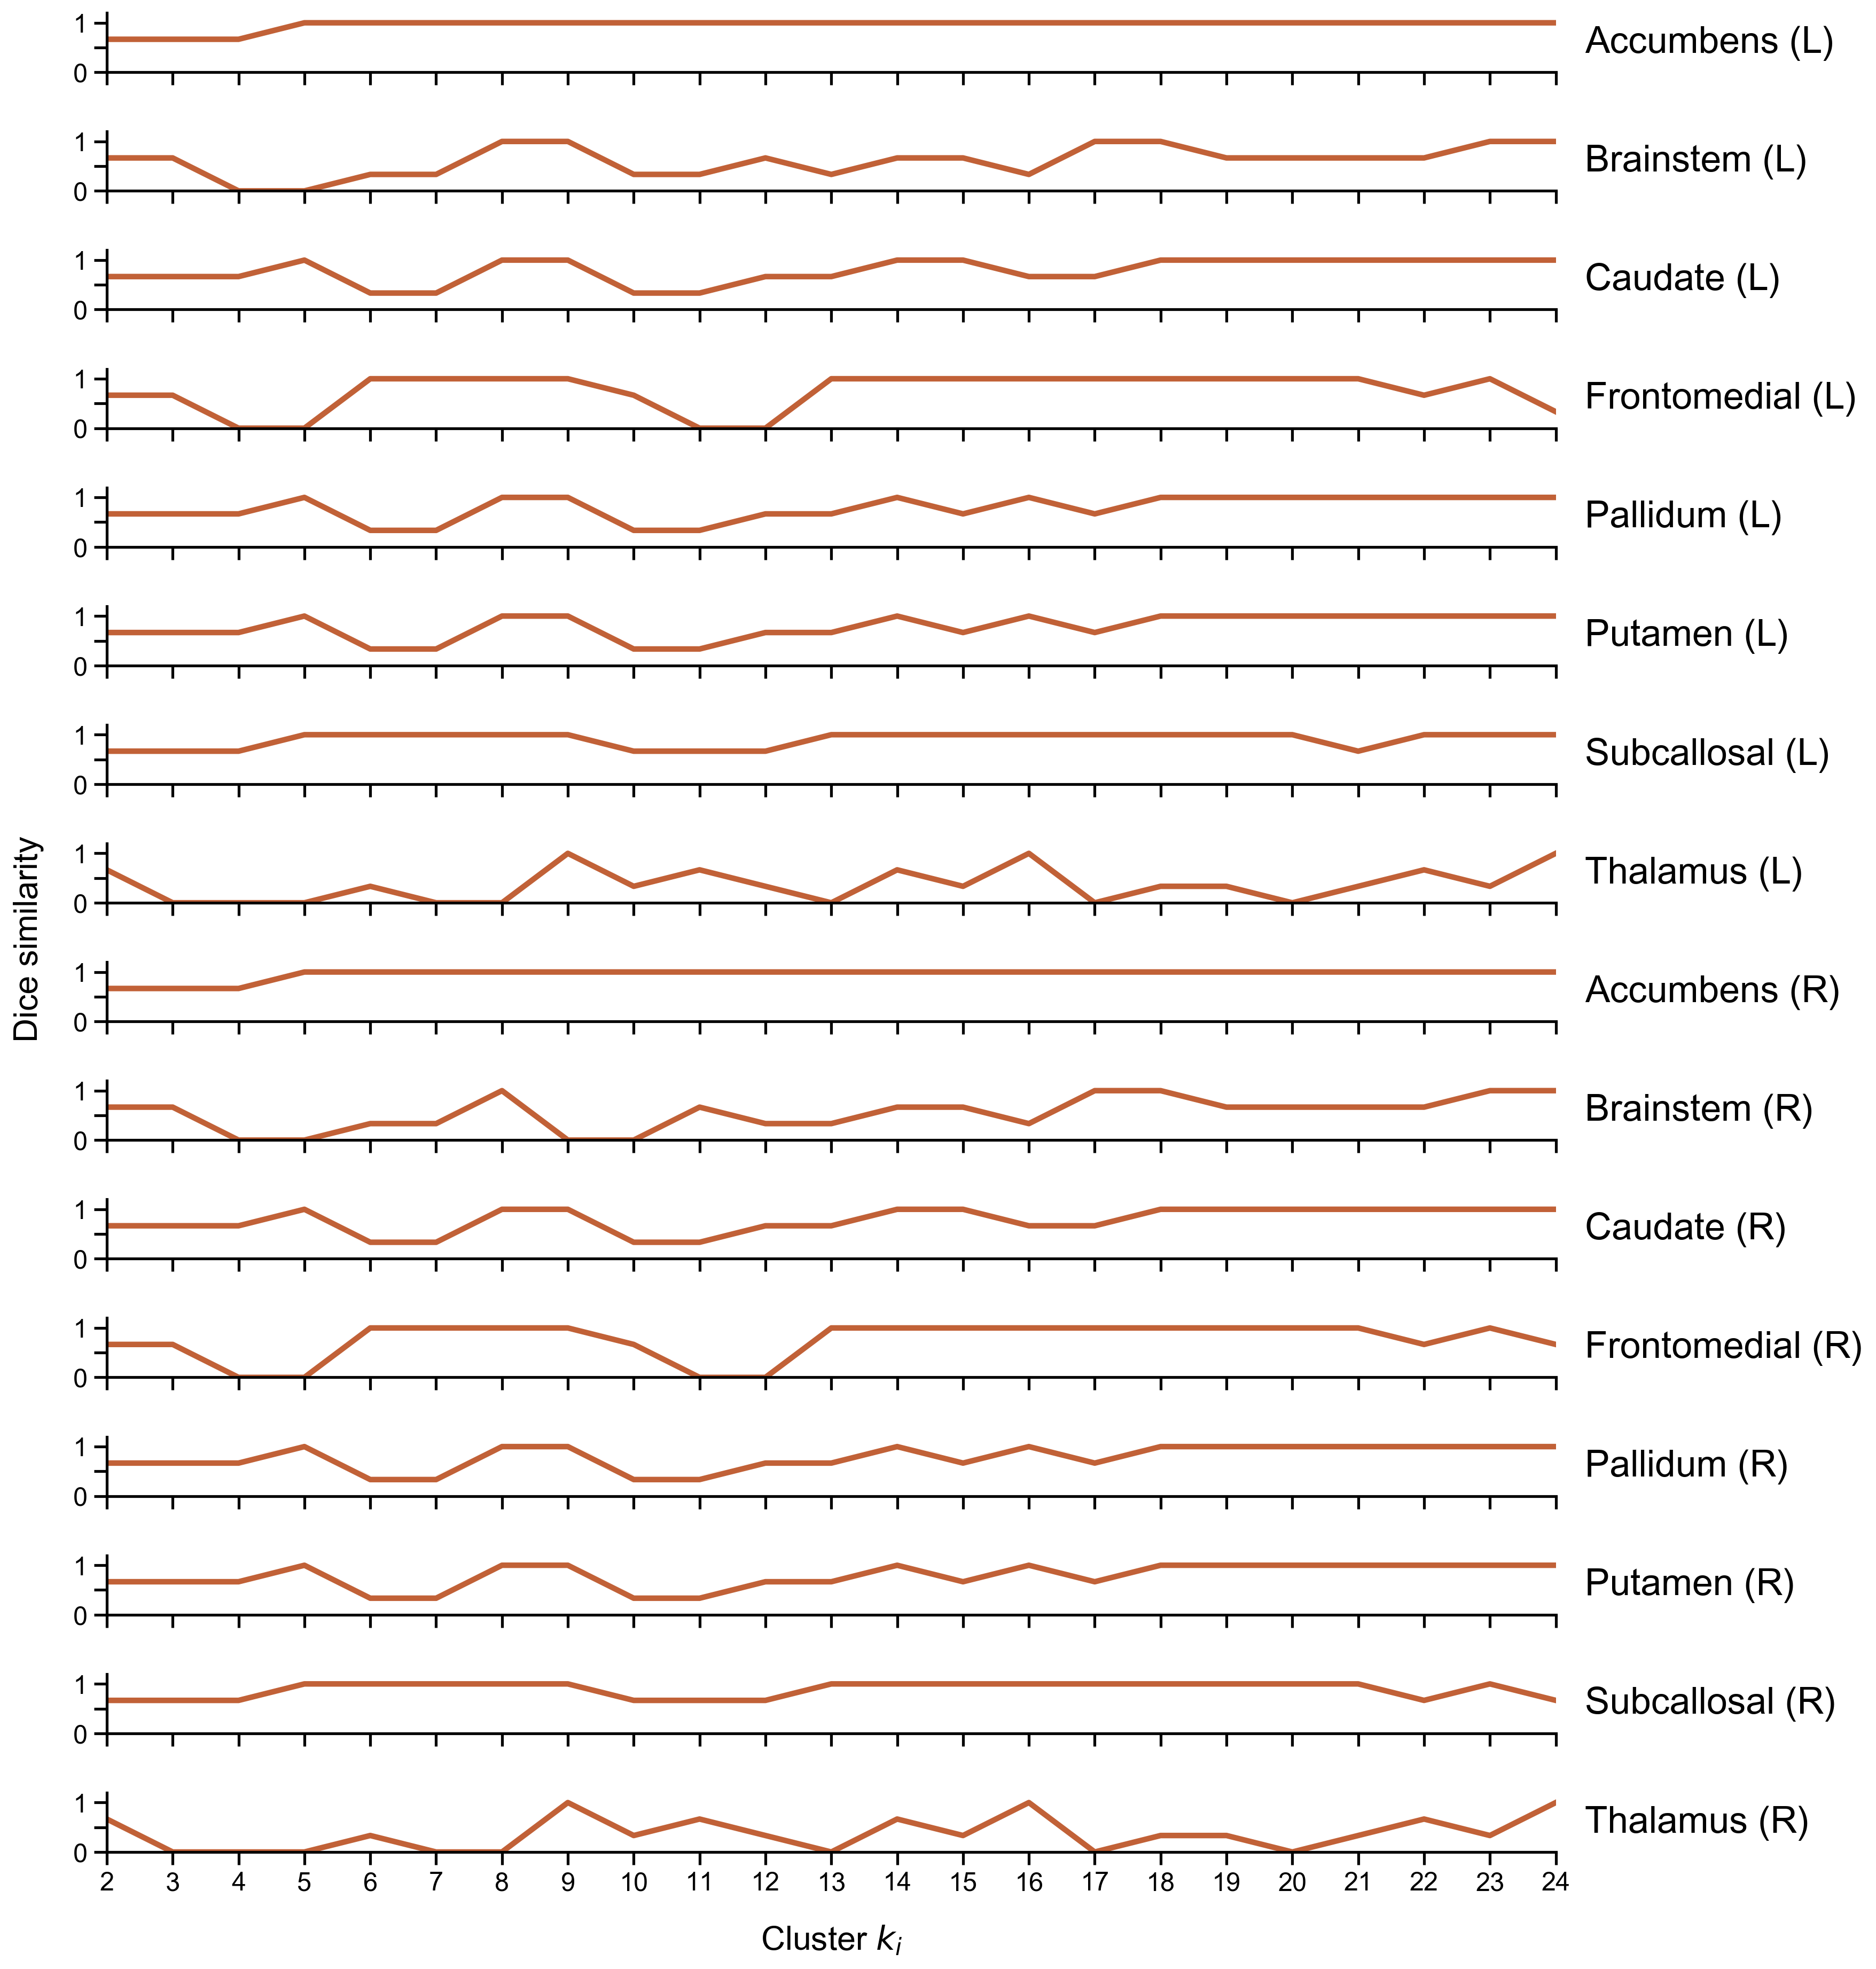 1
0
Accumbens (L)
1
0
Brainstem (L)
1
0
Caudate (L)
1
0
Frontomedial (L)
1
0
Pallidum (L)
1
0
Putamen (L)
1
0
Subcallosal (L)
1
0
Thalamus (L)
Dice similarity
1
0
Accumbens (R)
1
0
Brainstem (R)
1
0
Caudate (R)
1
0
Frontomedial (R)
1
0
Pallidum (R)
1
0
Putamen (R)
1
0
Subcallosal (R)
1
0
Thalamus (R)
2 3 4 5 6 7 8 9 10 11 12 13 14 15 16 17 18 19 20 21 22 23 24
Cluster k_i